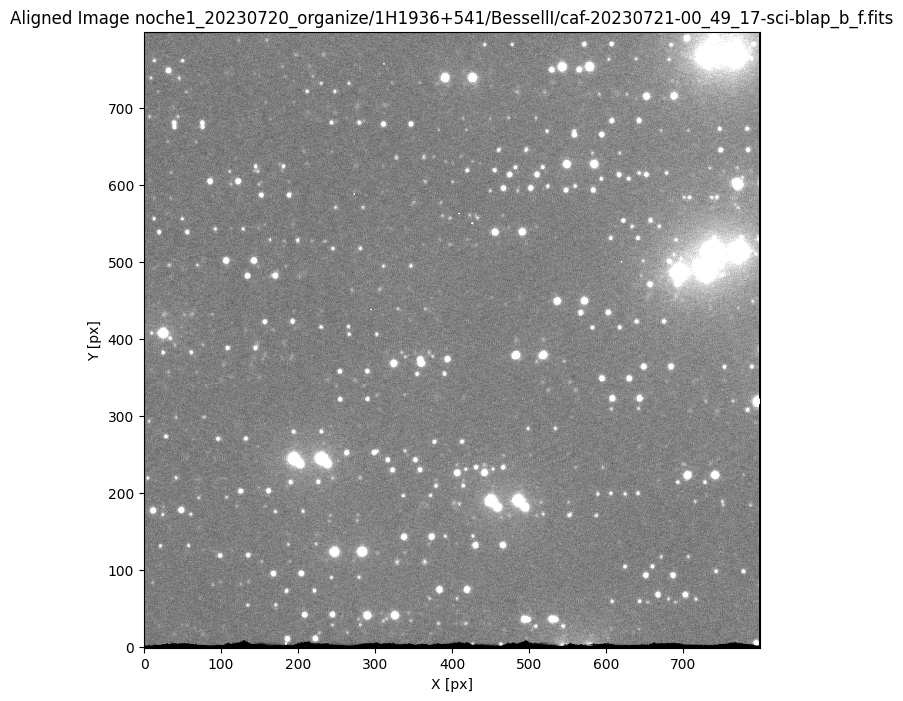 Aligned Image noche1_20230720_organize/1H1936+541/BessellI/caf-20230721-00_49_17-sci-blap_b_f.fits
Y [px]
700
600
500
400
300
200
100
0
0 100 200 300 400 500 600 700
X [px]